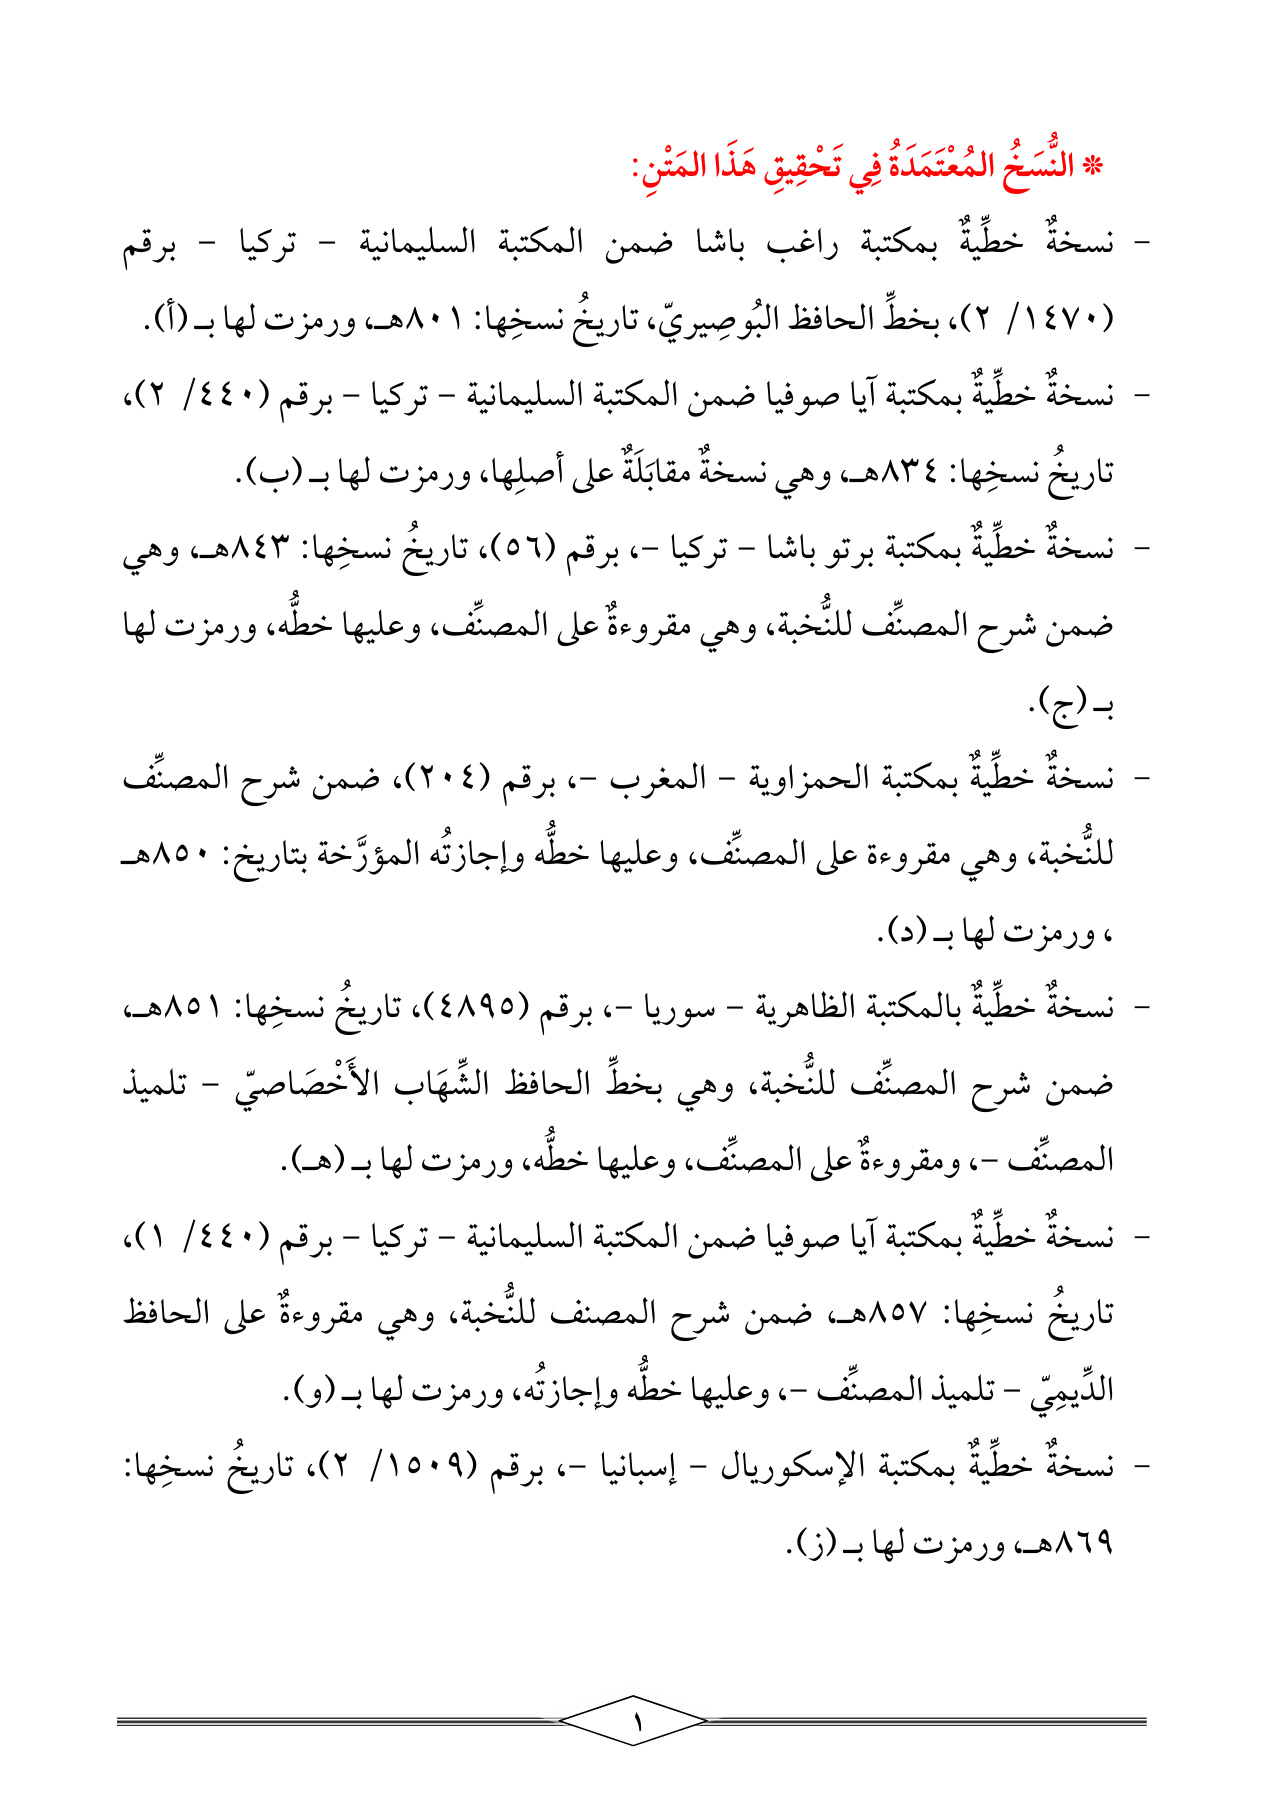 * النُّسَخُ المُعْتَمَدَةُ فِي تَحْقِيقِ هَذَا المَتْنِ:
- نسخةٌ خطِّيةٌ بمكتبة راغب باشا ضمن المكتبة السليمانية - تركيا - برقم
(١٤٧٠/ ٢)، بخطِّ الحافظ البُوصِيريّ، تاريخُ نسخِها: ٨٠١هـ، ورمزت لها بـ (أ).
- نسخةٌ خطِّيةٌ بمكتبة آيا صوفيا ضمن المكتبة السليمانية - تركيا - برقم (٤٤٠/ ٢)،
تاريخُ نسخِها: ٨٣٤هـ، وهي نسخةٌ مقابَلَةٌ على أصلِها، ورمزت لها بـ (ب).
- نسخةٌ خطِّيةٌ بمكتبة برتو باشا - تركيا -، برقم (٥٦)، تاريخُ نسخِها: ٨٤٣هـ، وهي
ضمن شرح المصنِّف للنُّخبة، وهي مقروءةٌ على المصنِّف، وعليها خطُّه، ورمزت لها
بـ (ج).
- نسخةٌ خطِّيةٌ بمكتبة الحمزاوية - المغرب -، برقم (٢٠٤)، ضمن شرح المصنِّف
للنُّخبة، وهي مقروءة على المصنِّف، وعليها خطُّه وإجازتُه المؤرَّخة بتاريخ: ٨٥٠هـ
، ورمزت لها بـ (د).
- نسخةٌ خطِّيةٌ بالمكتبة الظاهرية - سوريا -، برقم (٤٨٩٥)، تاريخُ نسخِها: ٨٥١هـ،
ضمن شرح المصنِّف للنُّخبة، وهي بخطِّ الحافظ الشِّهَاب الأَخْصَاصيّ - تلميذ
المصنِّف -، ومقروءةٌ على المصنِّف، وعليها خطُّه، ورمزت لها بـ (هـ).
- نسخةٌ خطِّيةٌ بمكتبة آيا صوفيا ضمن المكتبة السليمانية - تركيا - برقم (٤٤٠/ ١)،
تاريخُ نسخِها: ٨٥٧هـ، ضمن شرح المصنف للنُّخبة، وهي مقروءةٌ على الحافظ
الدِّيمِيّ - تلميذ المصنِّف -، وعليها خطُّه وإجازتُه، ورمزت لها بـ (و).
- نسخةٌ خطِّيةٌ بمكتبة الإسكوريال - إسبانيا -، برقم (١٥٠٩/ ٢)، تاريخُ نسخِها:
٨٦٩هـ، ورمزت لها بـ (ز).
١